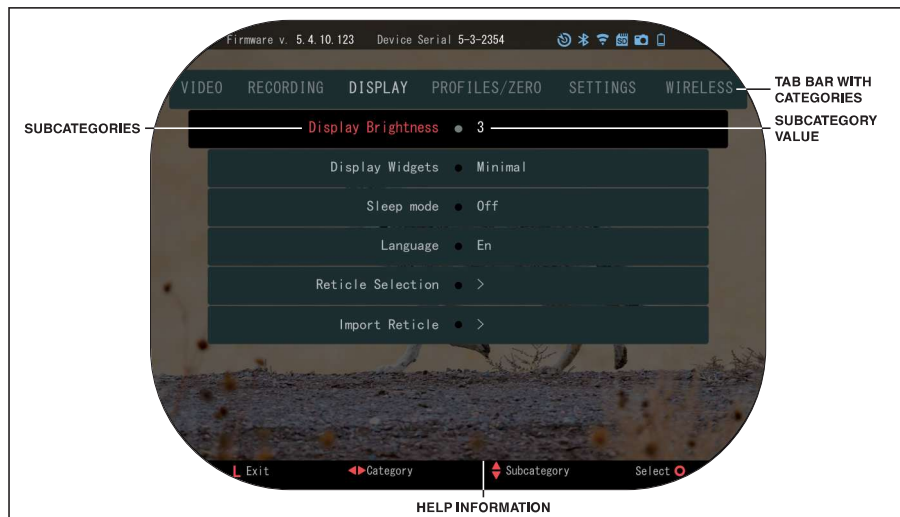 Firmware v. 5.4.10.123 Device Serial 5-3-2354
SD
VIDEO RECORDING DISPLAY PROFILES/ZERO SETTINGS WIRELESS
TAB BAR WITH
CATEGORIES
SUBCATEGORIES
Display Brightness 3
SUBCATEGORY
VALUE
Display Widgets Minimal
Sleep mode Off
Language En
Reticle Selection >
Import Reticle >
L Exit Category Subcategory Select
HELP INFORMATION